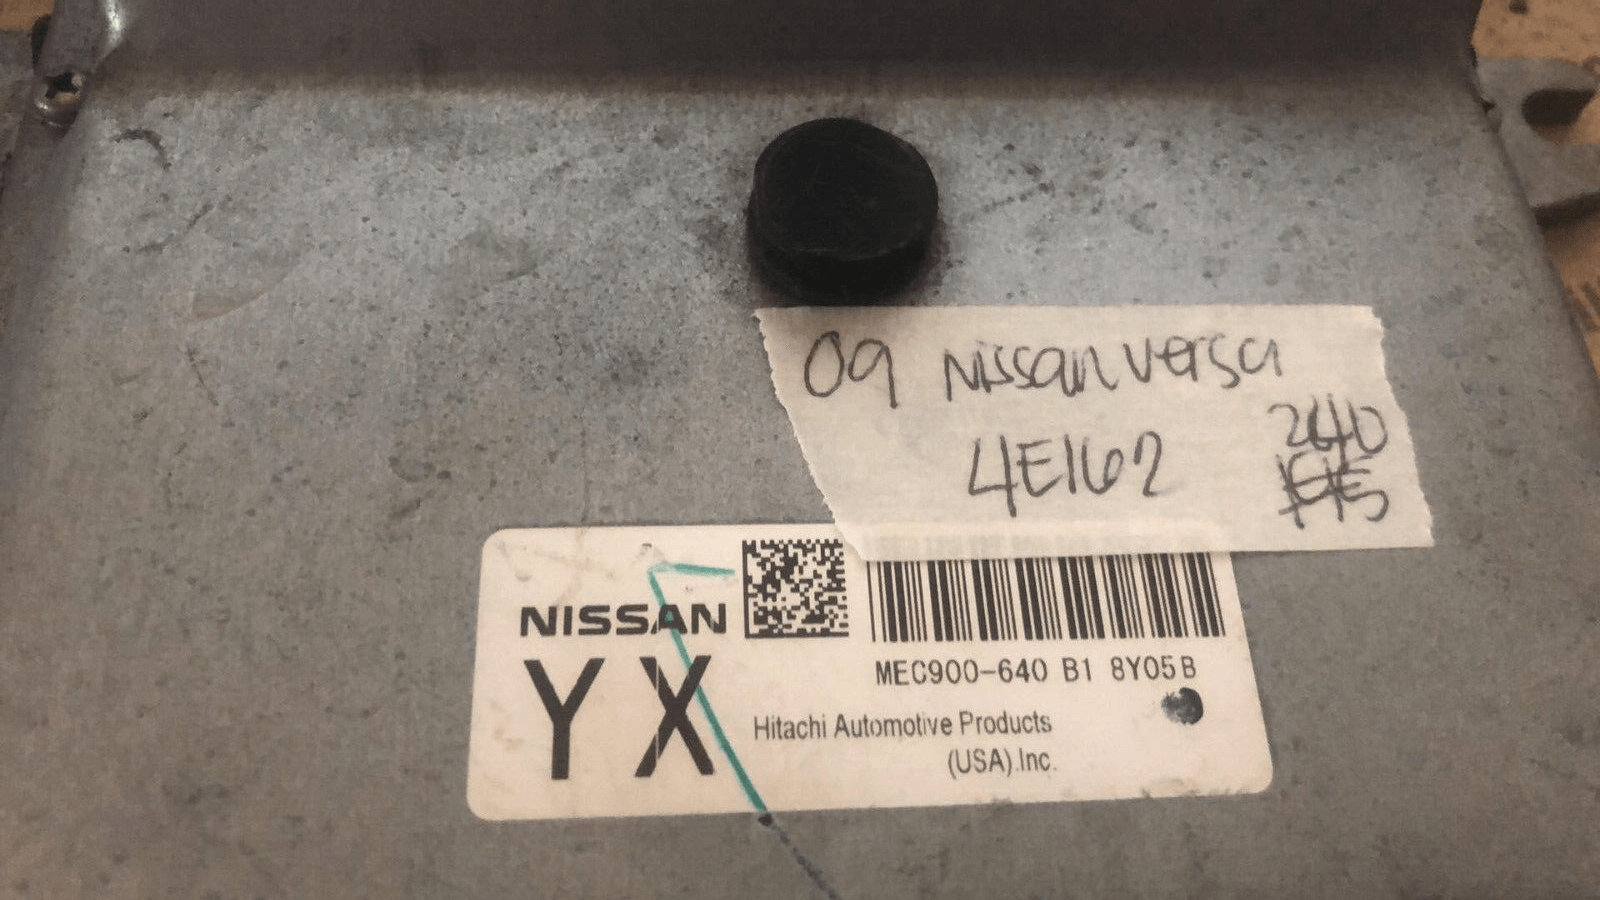 09 Nissan Versa
4E162
240
NISSAN
YX
MEC900-640 B1 8Y05B
Hitachi Automotive Products
(USA).Inc.